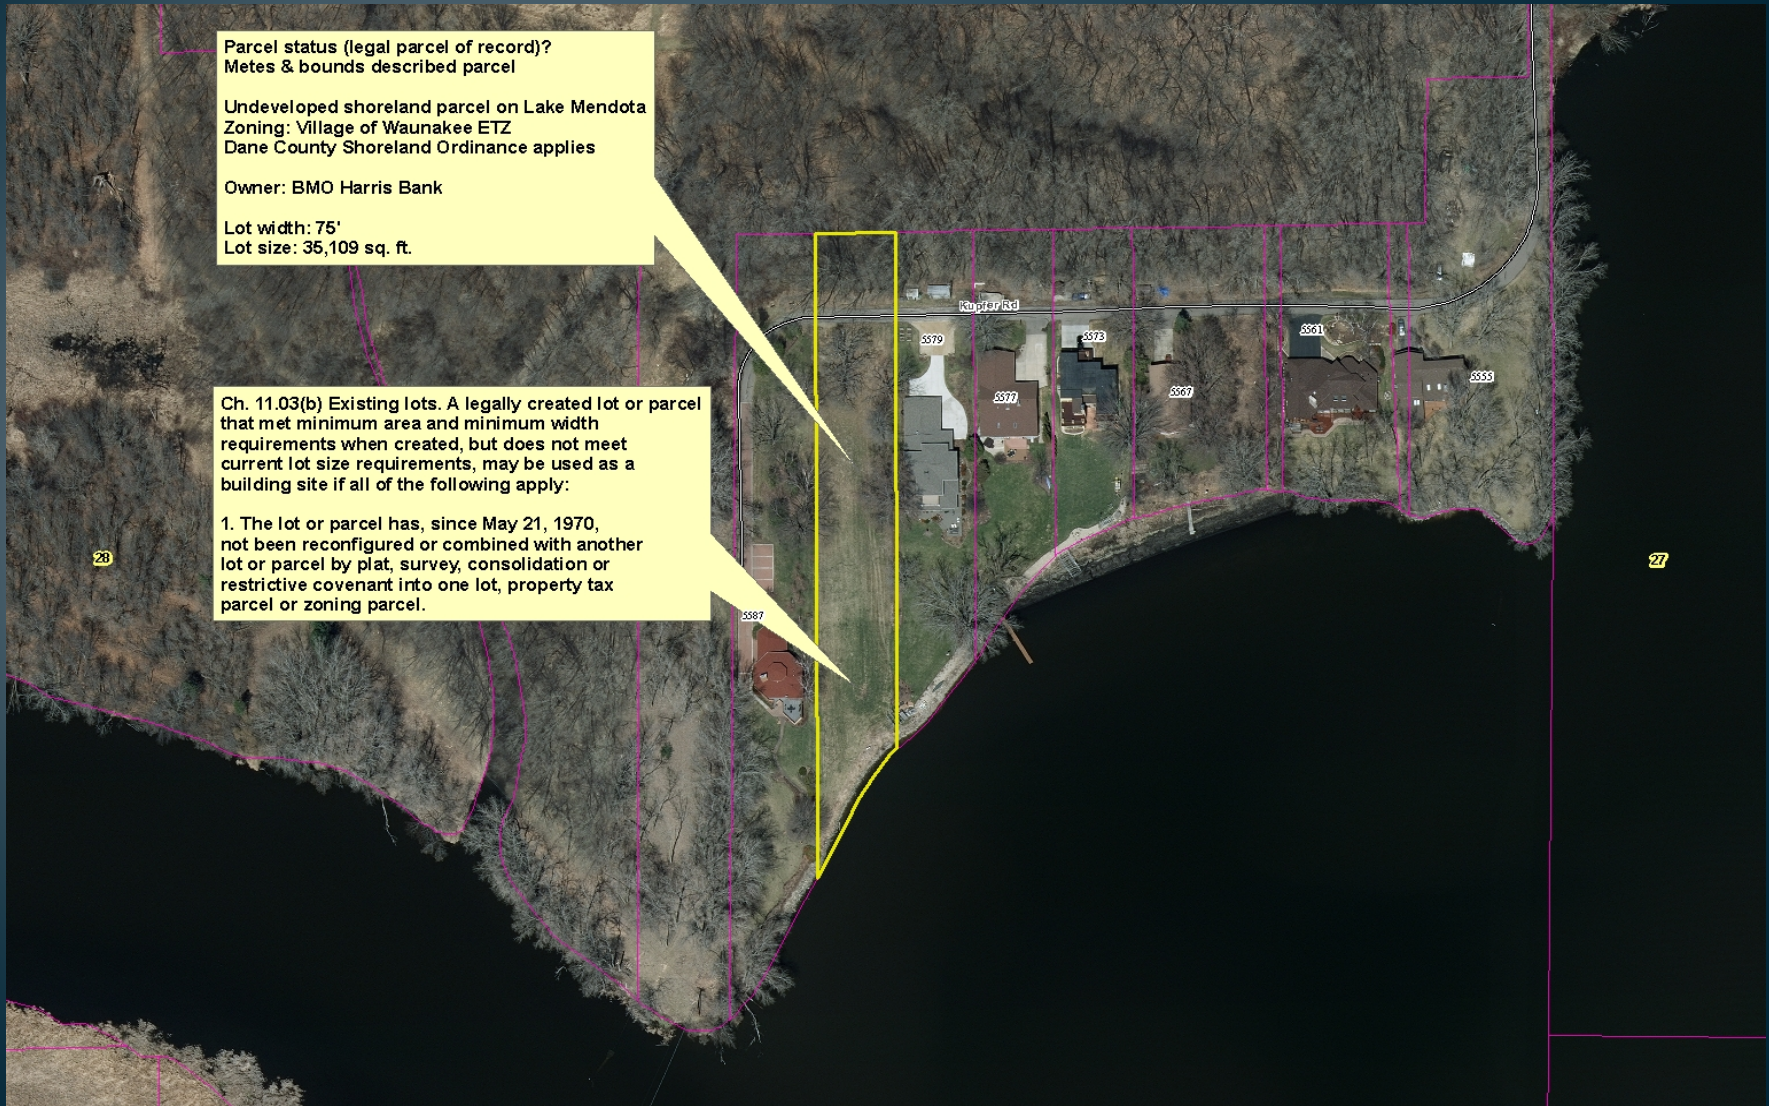 Parcel status (legal parcel of record)?
Metes & bounds described parcel
Undeveloped shoreland parcel on Lake Mendota
Zoning: Village of Waunakee ETZ
Dane County Shoreland Ordinance applies
Owner: BMO Harris Bank
Lot width: 75'
Lot size: 35,109 sq. ft.
Kupfer Rd
5579
5573
5561
5577
5567
5555
Ch. 11.03(b) Existing lots. A legally created lot or parcel
that met minimum area and minimum width
requirements when created, but does not meet
current lot size requirements, may be used as a
building site if all of the following apply:
1. The lot or parcel has, since May 21, 1970,
not been reconfigured or combined with another
lot or parcel by plat, survey, consolidation or
restrictive covenant into one lot, property tax
parcel or zoning parcel.
28
27
5587